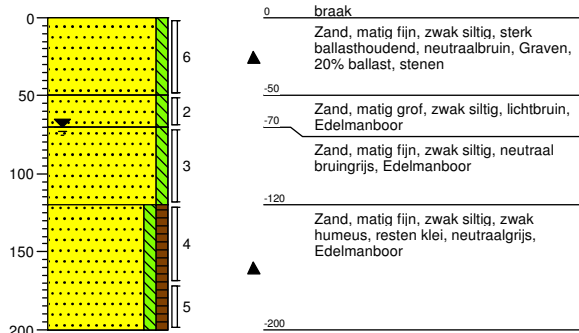 0
50
100
150
200
6
2
3
4
5
0 braak
Zand, matig fijn, zwak siltig, sterk
ballasthoudend, neutraalbruin, Graven,
20% ballast, stenen
-50
Zand, matig grof, zwak siltig, lichtbruin,
Edelmanboor
-70
Zand, matig fijn, zwak siltig, neutraal
bruingrijs, Edelmanboor
-120
Zand, matig fijn, zwak siltig, zwak
humeus, resten klei, neutraalgrijs,
Edelmanboor
-200